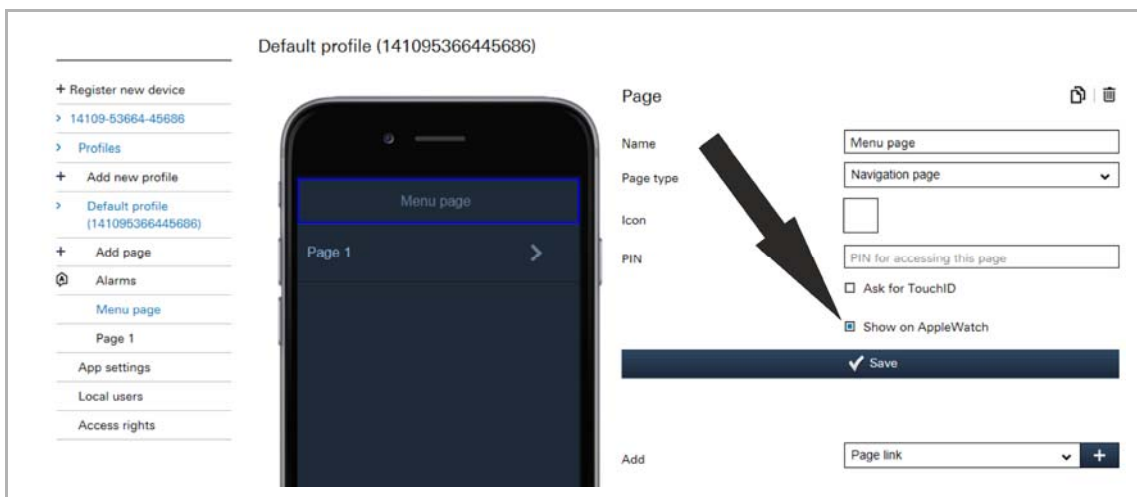 Default profile (141095366445686)
+ Register new device
> 14109-53664-45686
> Profiles
+ Add new profile
> Default profile
(141095366445686)
+ Add page
Alarms
Menu page
Page 1
App settings
Local users
Access rights
Menu page
Page 1 >
Page
Name Menu page
Page type Navigation page
Icon
PIN PIN for accessing this page
Ask for TouchID
Show on AppleWatch
Save
Add Page link +